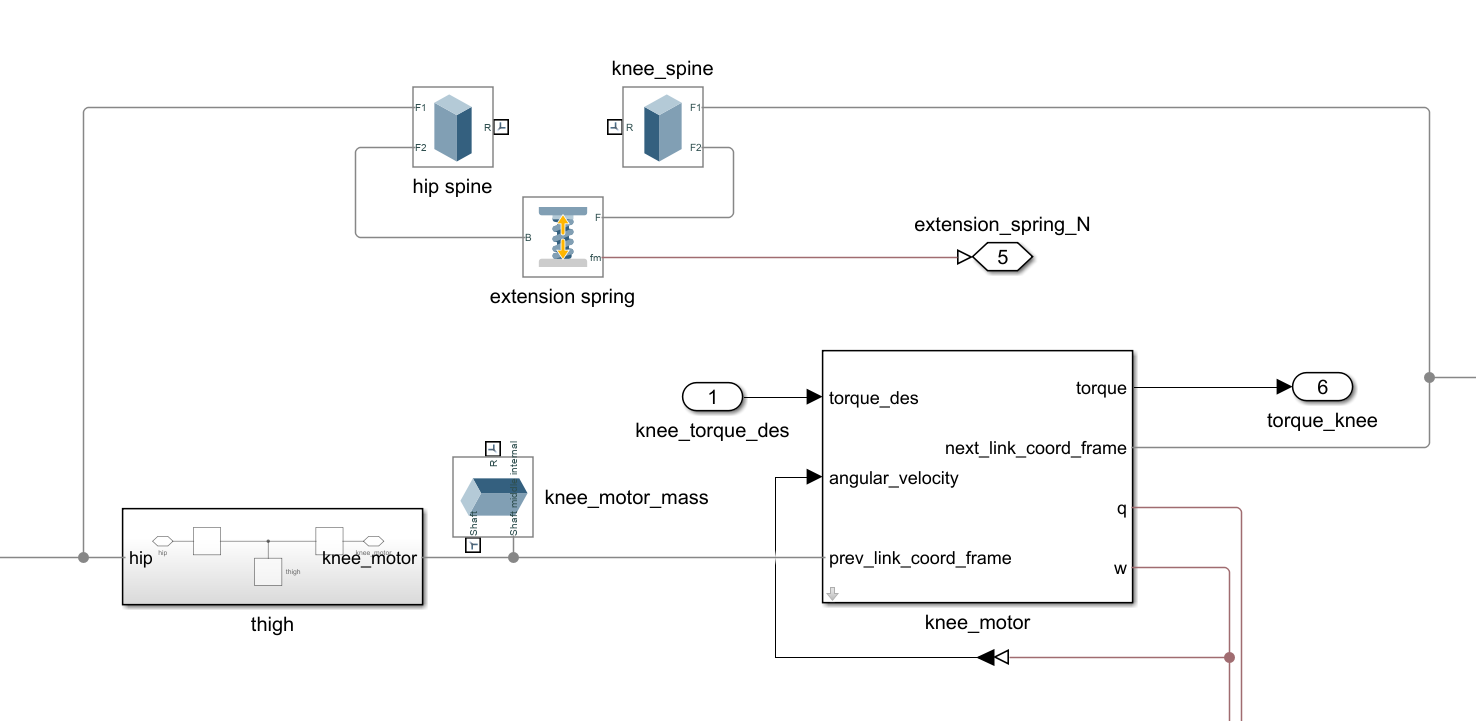 knee_spine
F1
F2
R
hip spine
R
F1
F2
B
F
fm
extension spring
extension_spring_N
5
1
knee_torque_des
torque_des
angular_velocity
prev_link_coord_frame
torque
next_link_coord_frame
q
w
knee_motor
6
torque_knee
R
Shaft
Shaft middle internal
knee_motor_mass
hip
hip
thigh
knee_motor
knee_motor
thigh